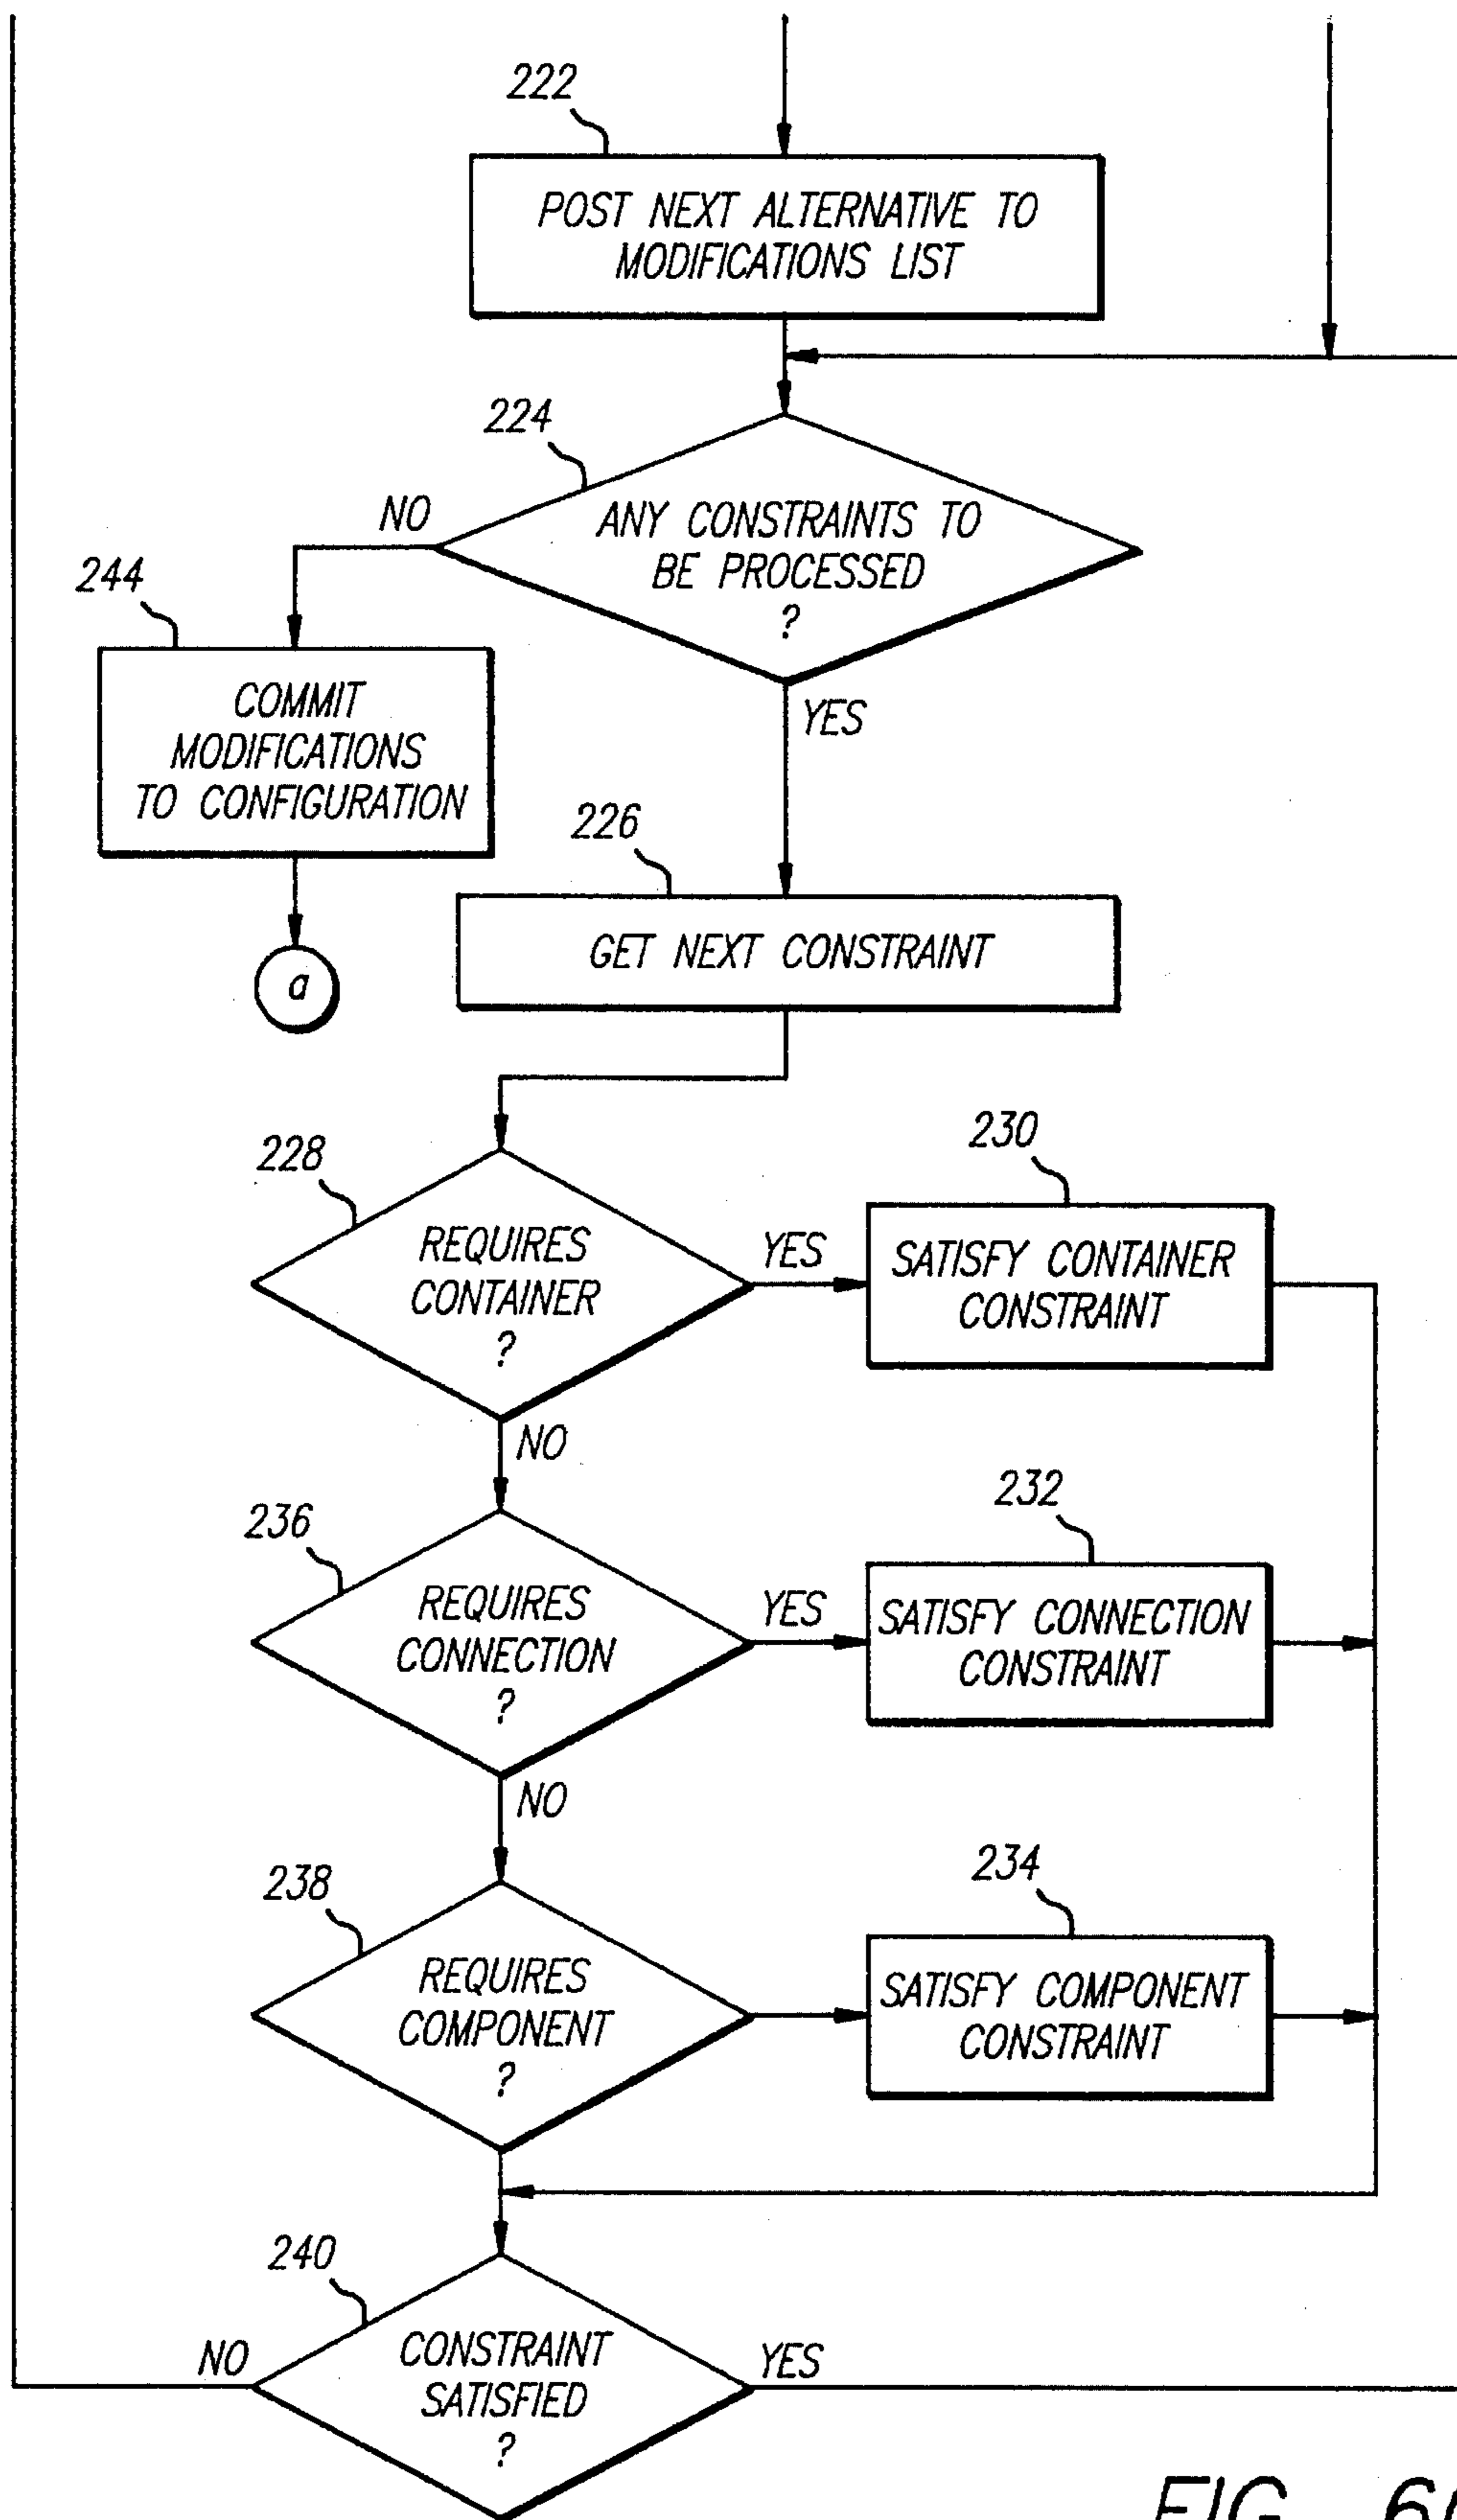 222
POST NEXT ALTERNATIVE TO
MODIFICATIONS LIST
224
NO
ANY CONSTRAINTS TO
BE PROCESSED
?
244
COMMIT
MODIFICATIONS
TO CONFIGURATION
YES
226
a
GET NEXT CONSTRAINT
228
REQUIRES
CONTAINER
?
YES
230
SATISFY CONTAINER
CONSTRAINT
NO
236
REQUIRES
CONNECTION
?
YES
232
SATISFY CONNECTION
CONSTRAINT
NO
238
REQUIRES
COMPONENT
?
234
SATISFY COMPONENT
CONSTRAINT
240
NO
CONSTRAINT
SATISFIED
?
YES
FIG. 6